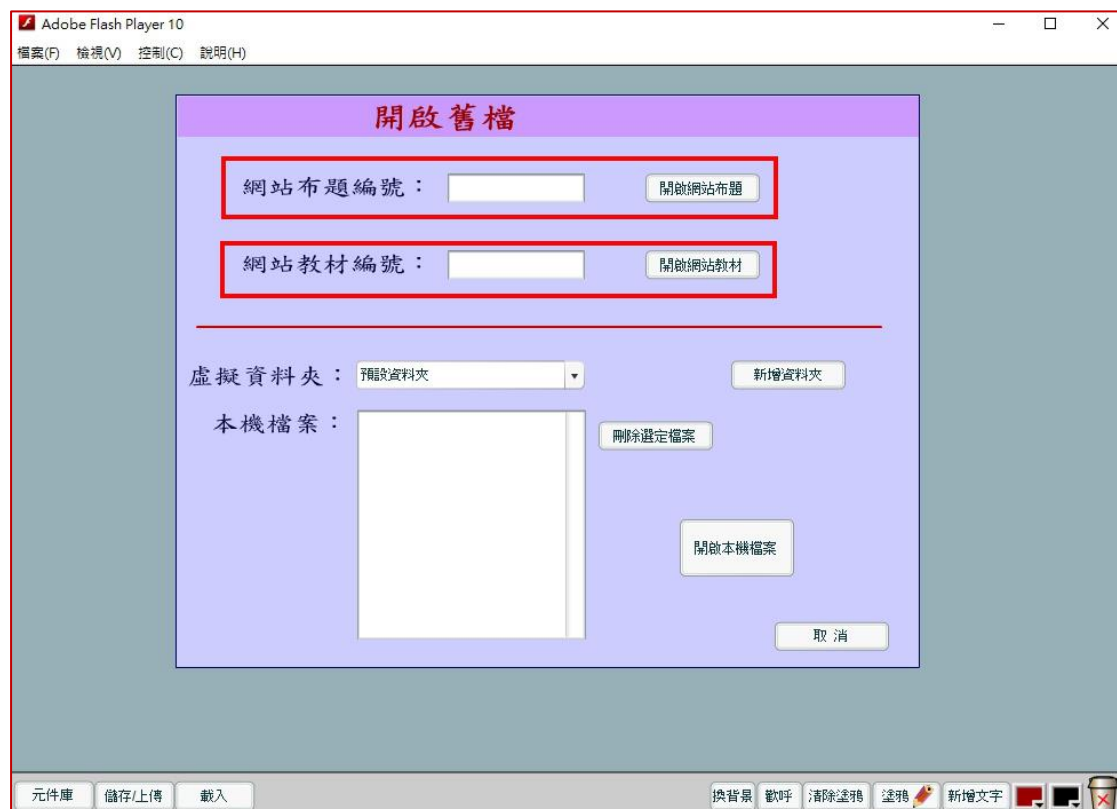 Adobe Flash Player 10
檔案(F) 檢視(V) 控制(C) 說明(H)
開啟舊檔
網站布題編號： 開啟網站布題
網站教材編號： 開啟網站教材
虛擬資料夾： 預設資料夾 新增資料夾
本機檔案： 刪除選定檔案
開啟本機檔案
取 消
元件庫 儲存/上傳 載入 換背景 歡呼 清除塗鴉 塗鴉 新增文字